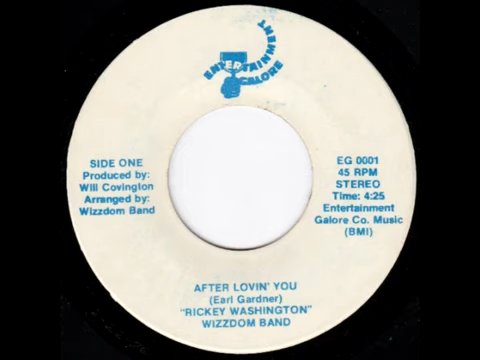 ENTERTAINMENT
GALORE
SIDE ONE
Produced by:
Will Covington
Arranged by:
Wizzdom Band
EG 0001
45 RPM
STEREO
Time: 4:25
Entertainment
Galore Co. Music
(BMI)
AFTER LOVIN' YOU
(Earl Gardner)
"RICKEY WASHINGTON"
WIZZDOM BAND